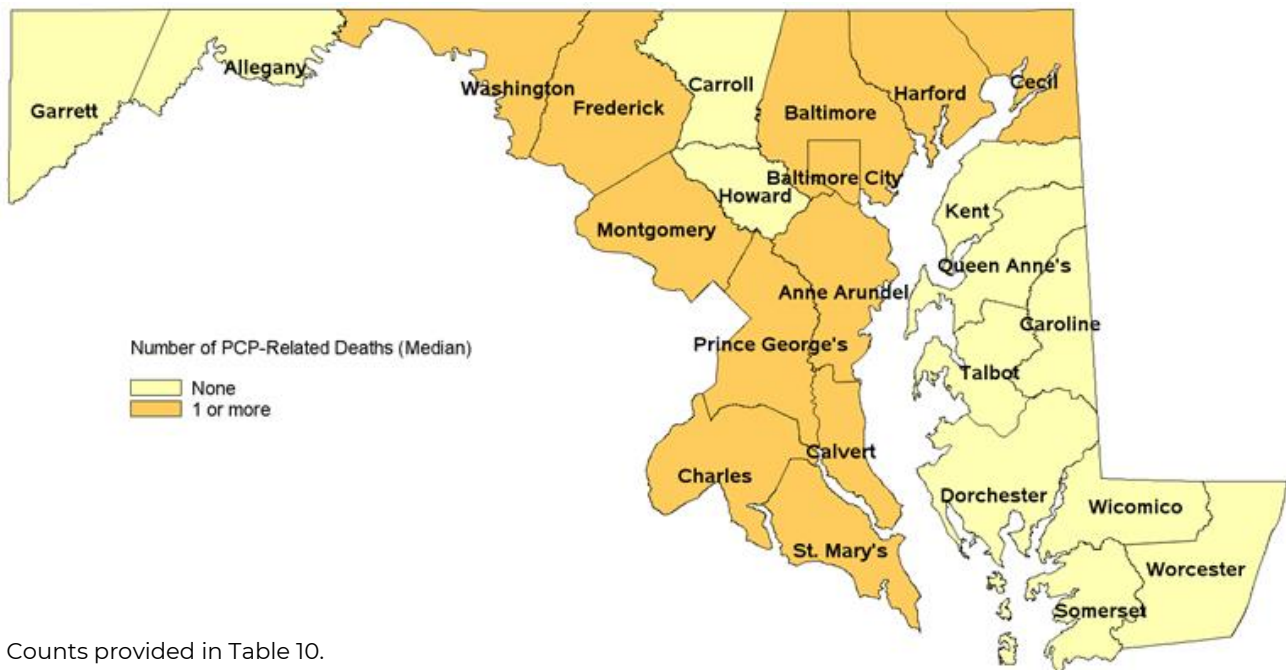 Allegany
Garrett
Washington
Frederick
Carroll
Baltimore
Harford
Cecil
Baltimore City
Howard
Montgomery
Kent
Queen Anne's
Anne Arundel
Prince George's
Caroline
Talbot
Number of PCP-Related Deaths (Median)
None
1 or more
Calvert
Charles
St. Mary's
Dorchester
Wicomico
Worcester
Somerset
Counts provided in Table 10.